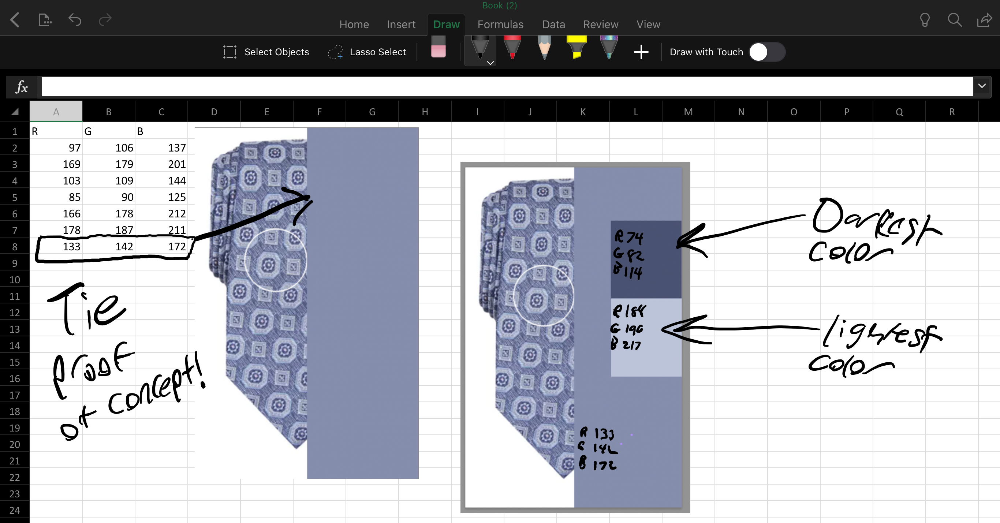 Book (2)
Home Insert Draw Formulas Data Review View
Select Objects Lasso Select Draw with Touch
fx
A B C D E F G H I J K L M N O P Q R
1 R G B
2 97 106 137
3 169 179 201
4 103 109 144
5 85 90 125
6 166 178 212
7 178 187 211
8 133 142 172
9
10
11
12
13
14
15
16
17
18
19
20
21
22
23
24
Tie
proof
of concept!
R 74
G 82
B 114
Darkest
color
R 188
G 196
B 217
lightest
color
R 133
G 142
B 172